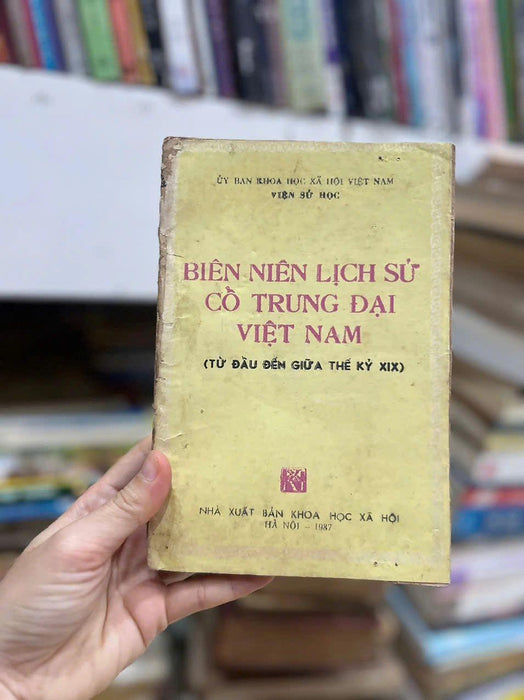 ỦY BAN KHOA HỌC XÃ HỘI VIỆT NAM
VIỆN SỬ HỌC
BIÊN NIÊN LỊCH SỬ
CỔ TRUNG ĐẠI
VIỆT NAM
(TỪ ĐẦU ĐẾN GIỮA THẾ KỶ XIX)
NHÀ XUẤT BẢN KHOA HỌC XÃ HỘI
HÀ NỘI - 1987